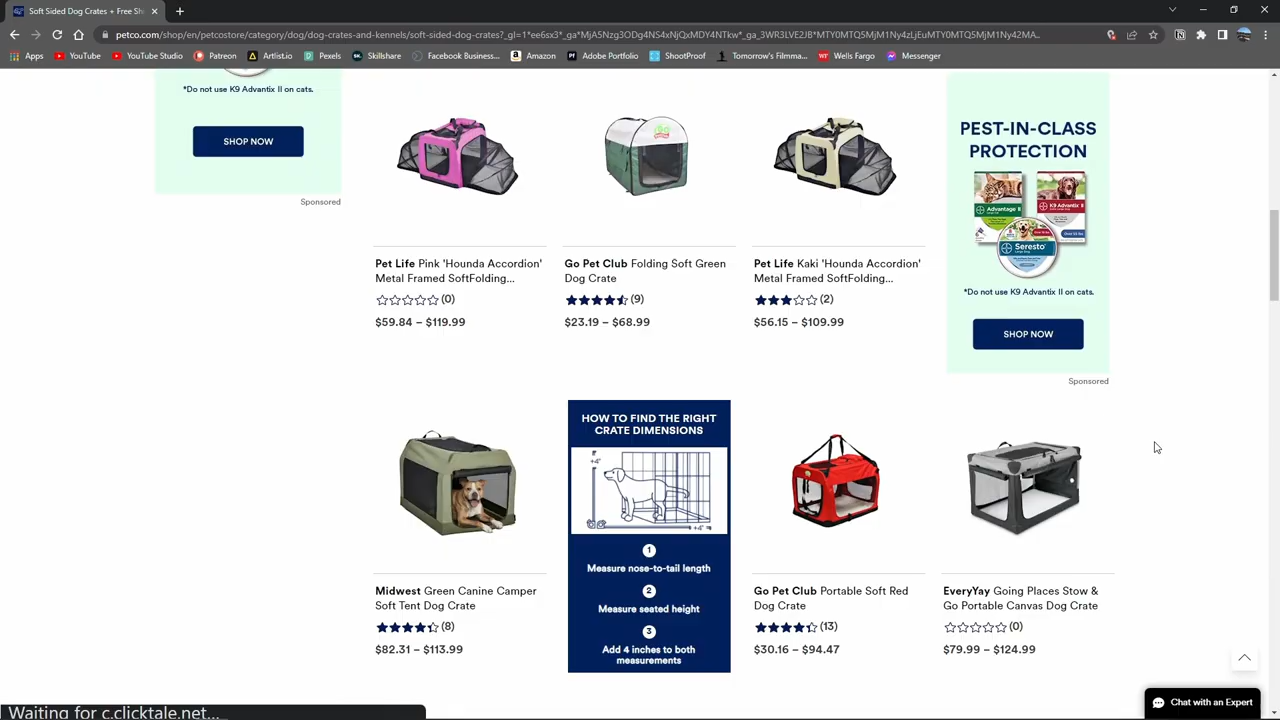 Soft Sided Dog Crates + Free Sh
petco.com/shop/en/petcostore/category/dog/dog-crates-and-kennels/soft-sided-dog-crates?
Apps
YouTube
YouTube Studio
Patreon
Artlist.io
Pexels
Skillshare
Facebook Business...
Amazon
Adobe Portfolio
ShootProof
Tomorrow's Filmma...
Wells Fargo
Messenger
*Do not use K9 Advantix II on cats.
SHOP NOW
Sponsored
Pet Life Pink 'Hounda Accordion'
Metal Framed SoftFolding...
(0)
$59.84 – $119.99
Go Pet Club Folding Soft Green
Dog Crate
(9)
$23.19 – $68.99
Pet Life Kaki 'Hounda Accordion'
Metal Framed SoftFolding...
(2)
$56.15 – $109.99
PEST-IN-CLASS
PROTECTION
Advantage II
K9 Advantix II
Seresto
*Do not use K9 Advantix II on cats.
SHOP NOW
Sponsored
Midwest Green Canine Camper
Soft Tent Dog Crate
(8)
$82.31 – $113.99
HOW TO FIND THE RIGHT
CRATE DIMENSIONS
+4"
+4"
1
Measure nose-to-tail length
2
Measure seated height
3
Add 4 inches to both
measurements
Go Pet Club Portable Soft Red
Dog Crate
(13)
$30.16 – $94.47
EveryYay Going Places Stow &
Go Portable Canvas Dog Crate
(0)
$79.99 – $124.99
Chat with an Expert
Waiting for c.clicktale.net...